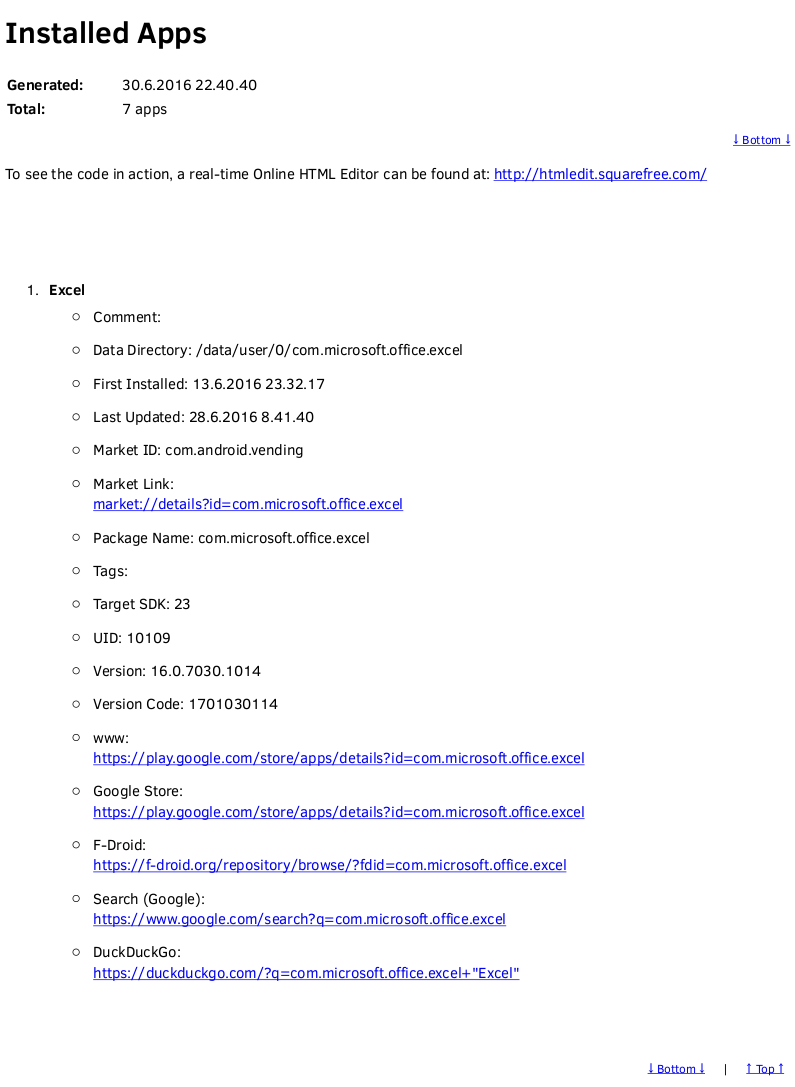 Installed Apps
Generated: 30.6.2016 22.40.40
Total: 7 apps
↓ Bottom ↓
To see the code in action, a real-time Online HTML Editor can be found at: http://htmledit.squarefree.com/
1. Excel
○ Comment:
○ Data Directory: /data/user/0/com.microsoft.office.excel
○ First Installed: 13.6.2016 23.32.17
○ Last Updated: 28.6.2016 8.41.40
○ Market ID: com.android.vending
○ Market Link:
market://details?id=com.microsoft.office.excel
○ Package Name: com.microsoft.office.excel
○ Tags:
○ Target SDK: 23
○ UID: 10109
○ Version: 16.0.7030.1014
○ Version Code: 1701030114
○ www:
https://play.google.com/store/apps/details?id=com.microsoft.office.excel
○ Google Store:
https://play.google.com/store/apps/details?id=com.microsoft.office.excel
○ F-Droid:
https://f-droid.org/repository/browse/?fdid=com.microsoft.office.excel
○ Search (Google):
https://www.google.com/search?q=com.microsoft.office.excel
○ DuckDuckGo:
https://duckduckgo.com/?q=com.microsoft.office.excel+"Excel"
↓ Bottom ↓ | ↑ Top ↑